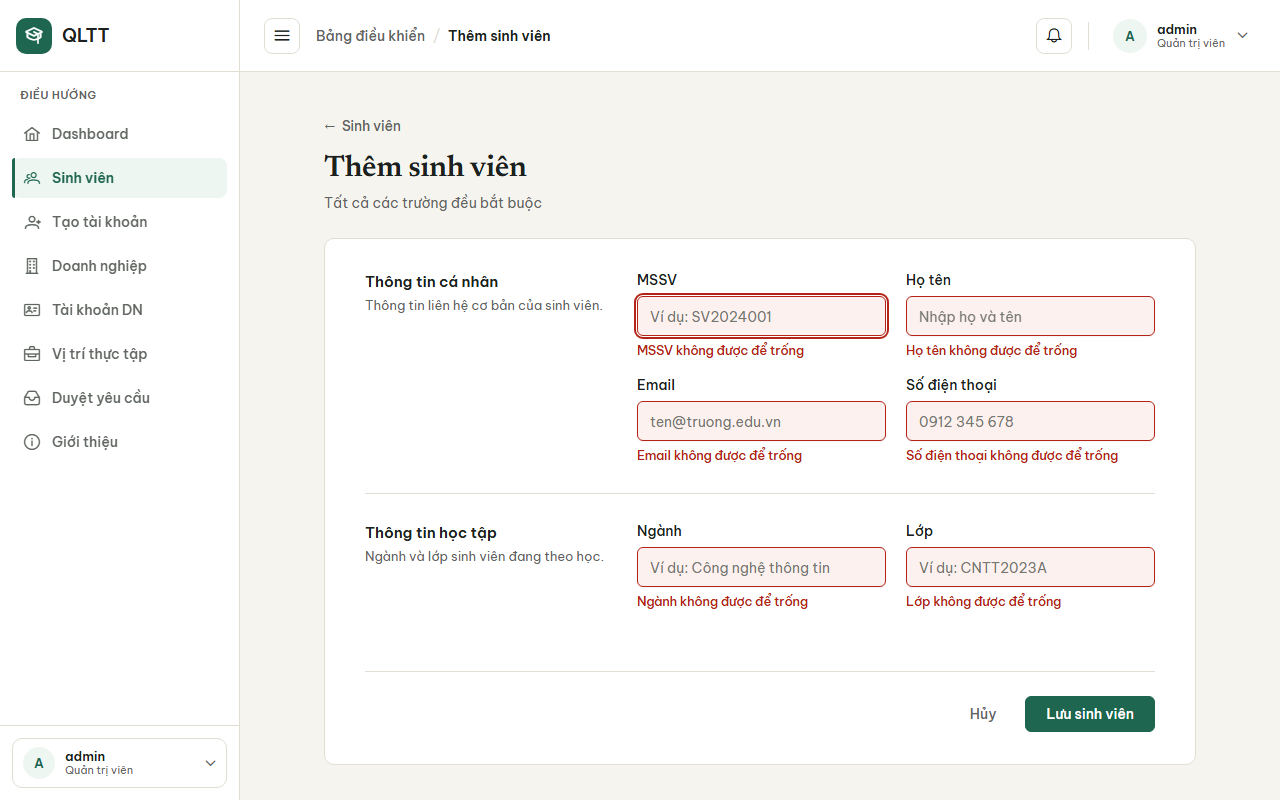 QLTT
Bảng điều khiển / Thêm sinh viên
A
admin
Quản trị viên
ĐIỀU HƯỚNG
Dashboard
Sinh viên
Tạo tài khoản
Doanh nghiệp
Tài khoản DN
Vị trí thực tập
Duyệt yêu cầu
Giới thiệu
A
admin
Quản trị viên
← Sinh viên
Thêm sinh viên
Tất cả các trường đều bắt buộc
Thông tin cá nhân
Thông tin liên hệ cơ bản của sinh viên.
MSSV
Ví dụ: SV2024001
MSSV không được để trống
Họ tên
Nhập họ và tên
Họ tên không được để trống
Email
ten@truong.edu.vn
Email không được để trống
Số điện thoại
0912 345 678
Số điện thoại không được để trống
Thông tin học tập
Ngành và lớp sinh viên đang theo học.
Ngành
Ví dụ: Công nghệ thông tin
Ngành không được để trống
Lớp
Ví dụ: CNTT2023A
Lớp không được để trống
Hủy
Lưu sinh viên